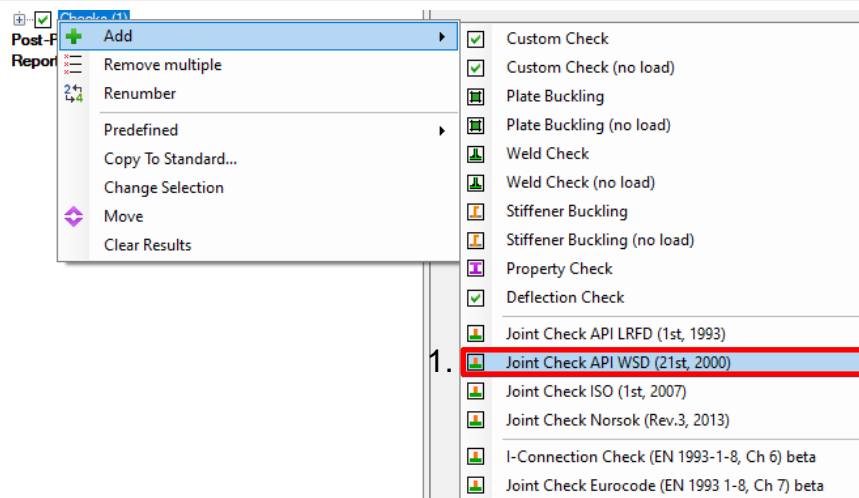 Checks (1)
Post-P
Report
Add
Remove multiple
Renumber
Predefined
Copy To Standard...
Change Selection
Move
Clear Results
Custom Check
Custom Check (no load)
Plate Buckling
Plate Buckling (no load)
Weld Check
Weld Check (no load)
Stiffener Buckling
Stiffener Buckling (no load)
Property Check
Deflection Check
Joint Check API LRFD (1st, 1993)
1.
Joint Check API WSD (21st, 2000)
Joint Check ISO (1st, 2007)
Joint Check Norsok (Rev.3, 2013)
I-Connection Check (EN 1993-1-8, Ch 6) beta
Joint Check Eurocode (EN 1993 1-8, Ch 7) beta